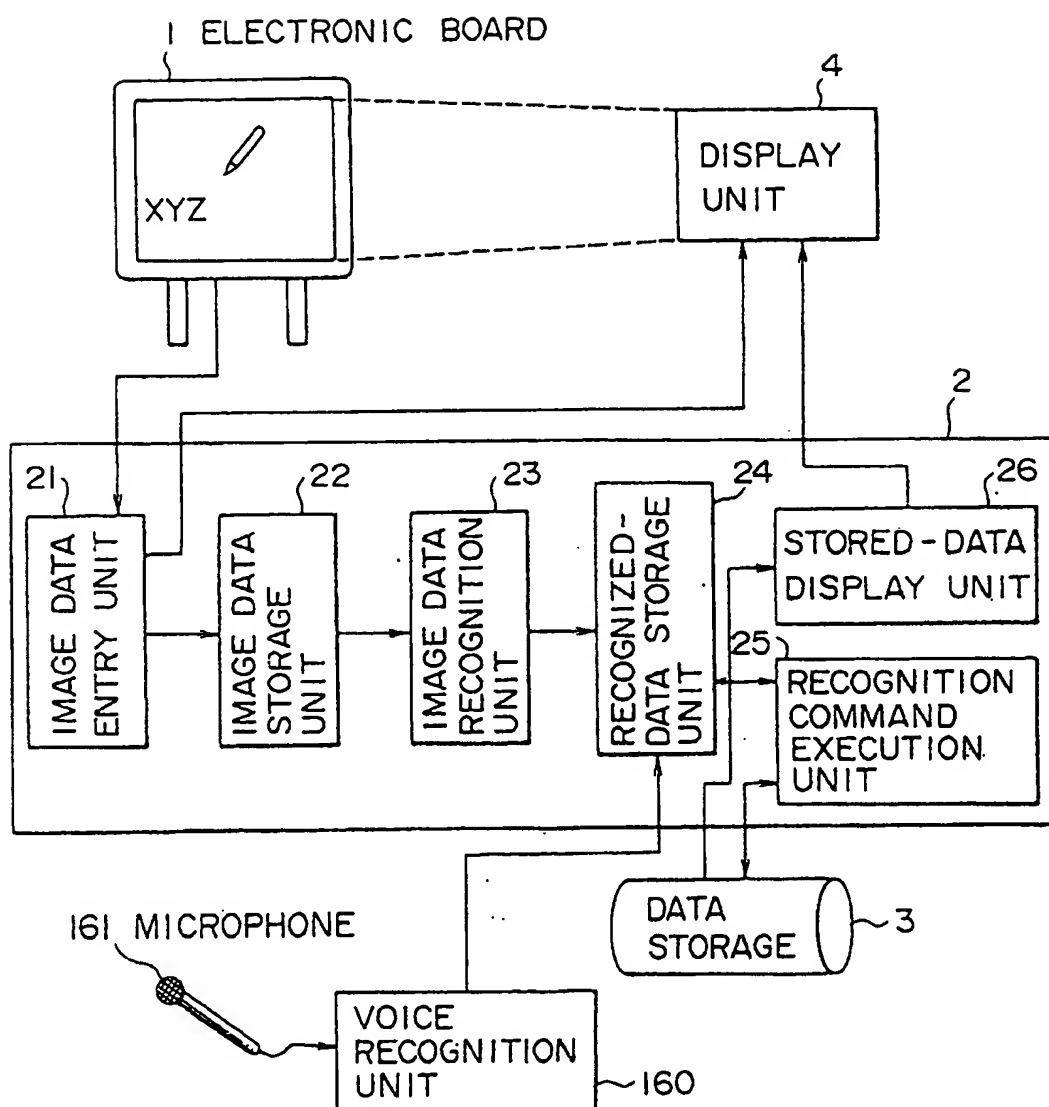 1 ELECTRONIC BOARD
4
DISPLAY
UNIT
XYZ
2
21
IMAGE DATA
ENTRY UNIT
22
IMAGE DATA
STORAGE
UNIT
23
IMAGE DATA
RECOGNITION
UNIT
24
RECOGNIZED-
DATA STORAGE
UNIT
26
STORED-DATA
DISPLAY UNIT
25
RECOGNITION
COMMAND
EXECUTION
UNIT
DATA
STORAGE
3
161 MICROPHONE
VOICE
RECOGNITION
UNIT
160